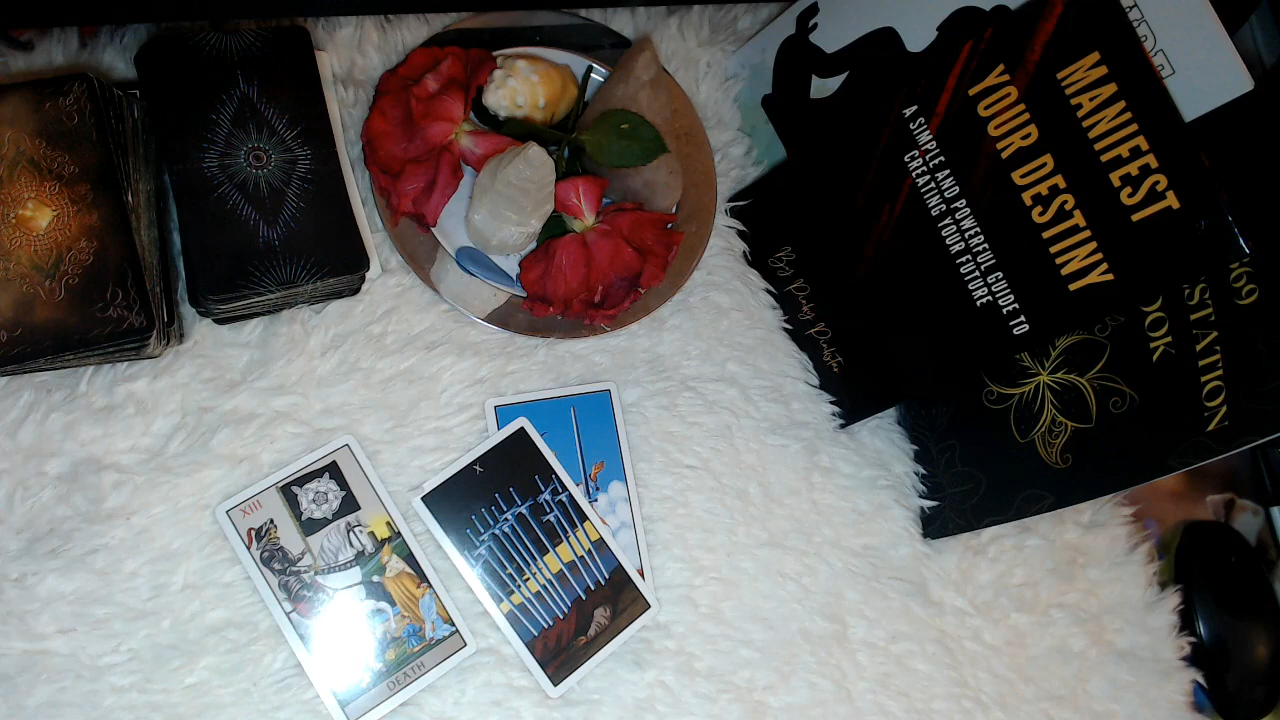 MANIFEST
YOUR DESTINY
A SIMPLE AND POWERFUL GUIDE TO
CREATING YOUR FUTURE
369
STATION
OOK
XIII
DEATH
X